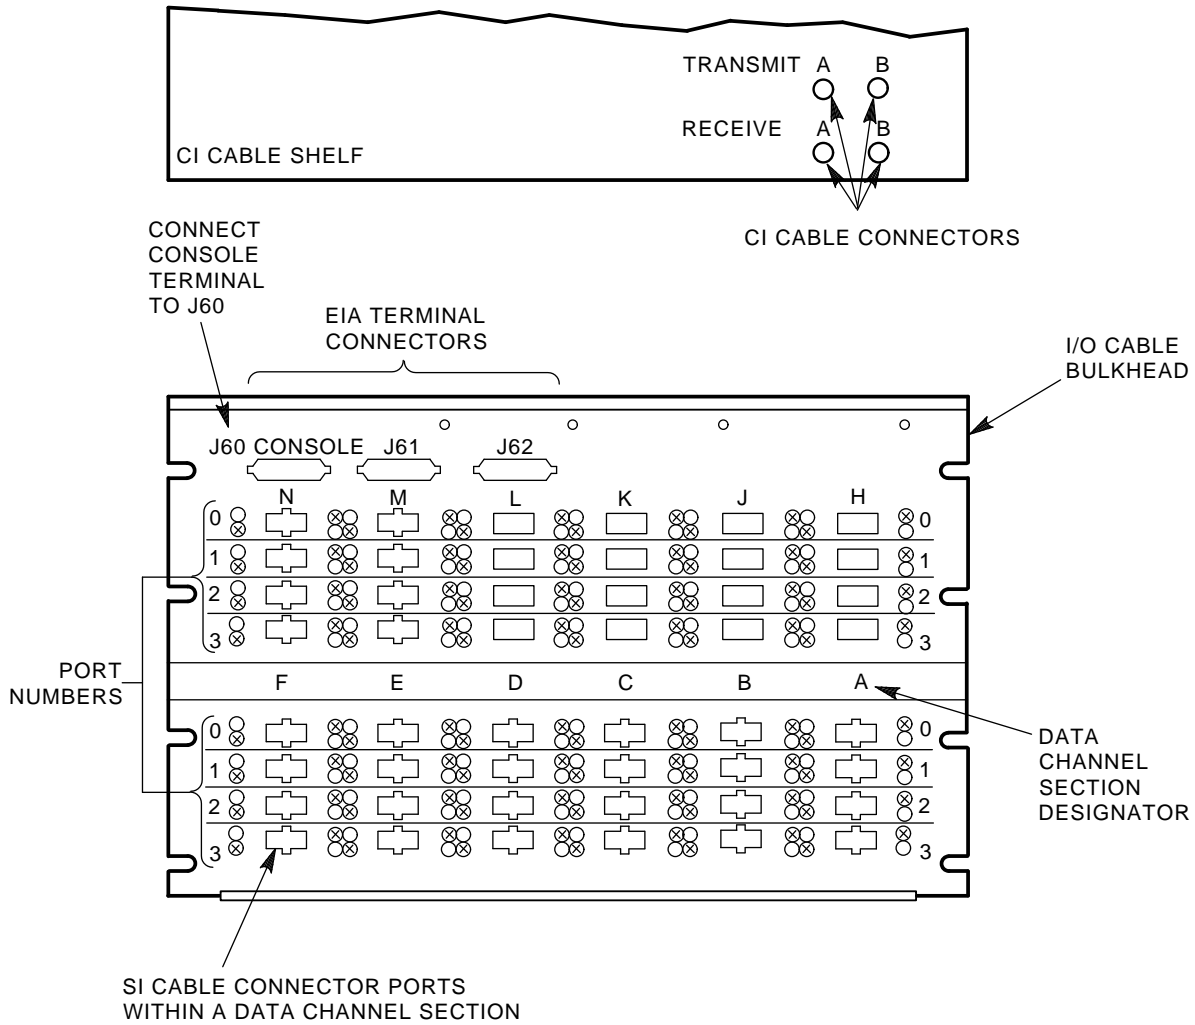 TRANSMIT A B
RECEIVE A B
CI CABLE SHELF
CI CABLE CONNECTORS
CONNECT
CONSOLE
TERMINAL
TO J60
EIA TERMINAL
CONNECTORS
I/O CABLE
BULKHEAD
J60 CONSOLE J61 J62
N M L K J H
0 0
1 1
2 2
3 3
PORT
NUMBERS
F E D C B A
0 0
1 1
2 2
3 3
DATA
CHANNEL
SECTION
DESIGNATOR
SI CABLE CONNECTOR PORTS
WITHIN A DATA CHANNEL SECTION